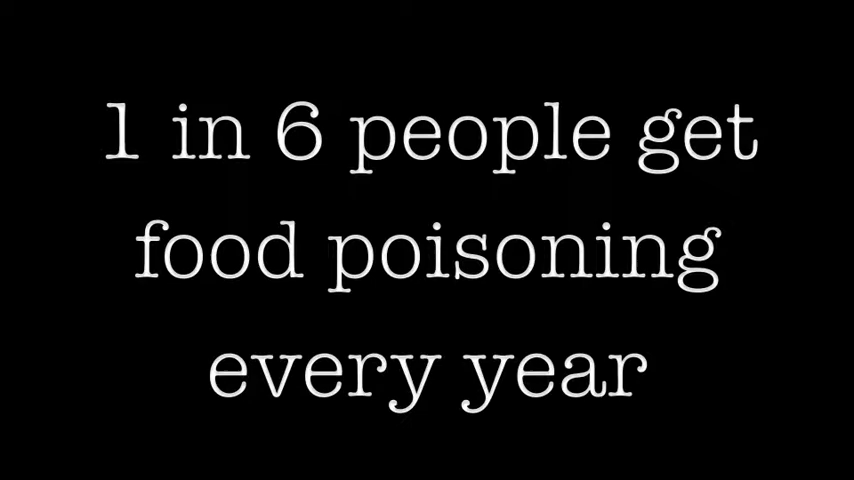 1 in 6 people get
food poisoning
every year